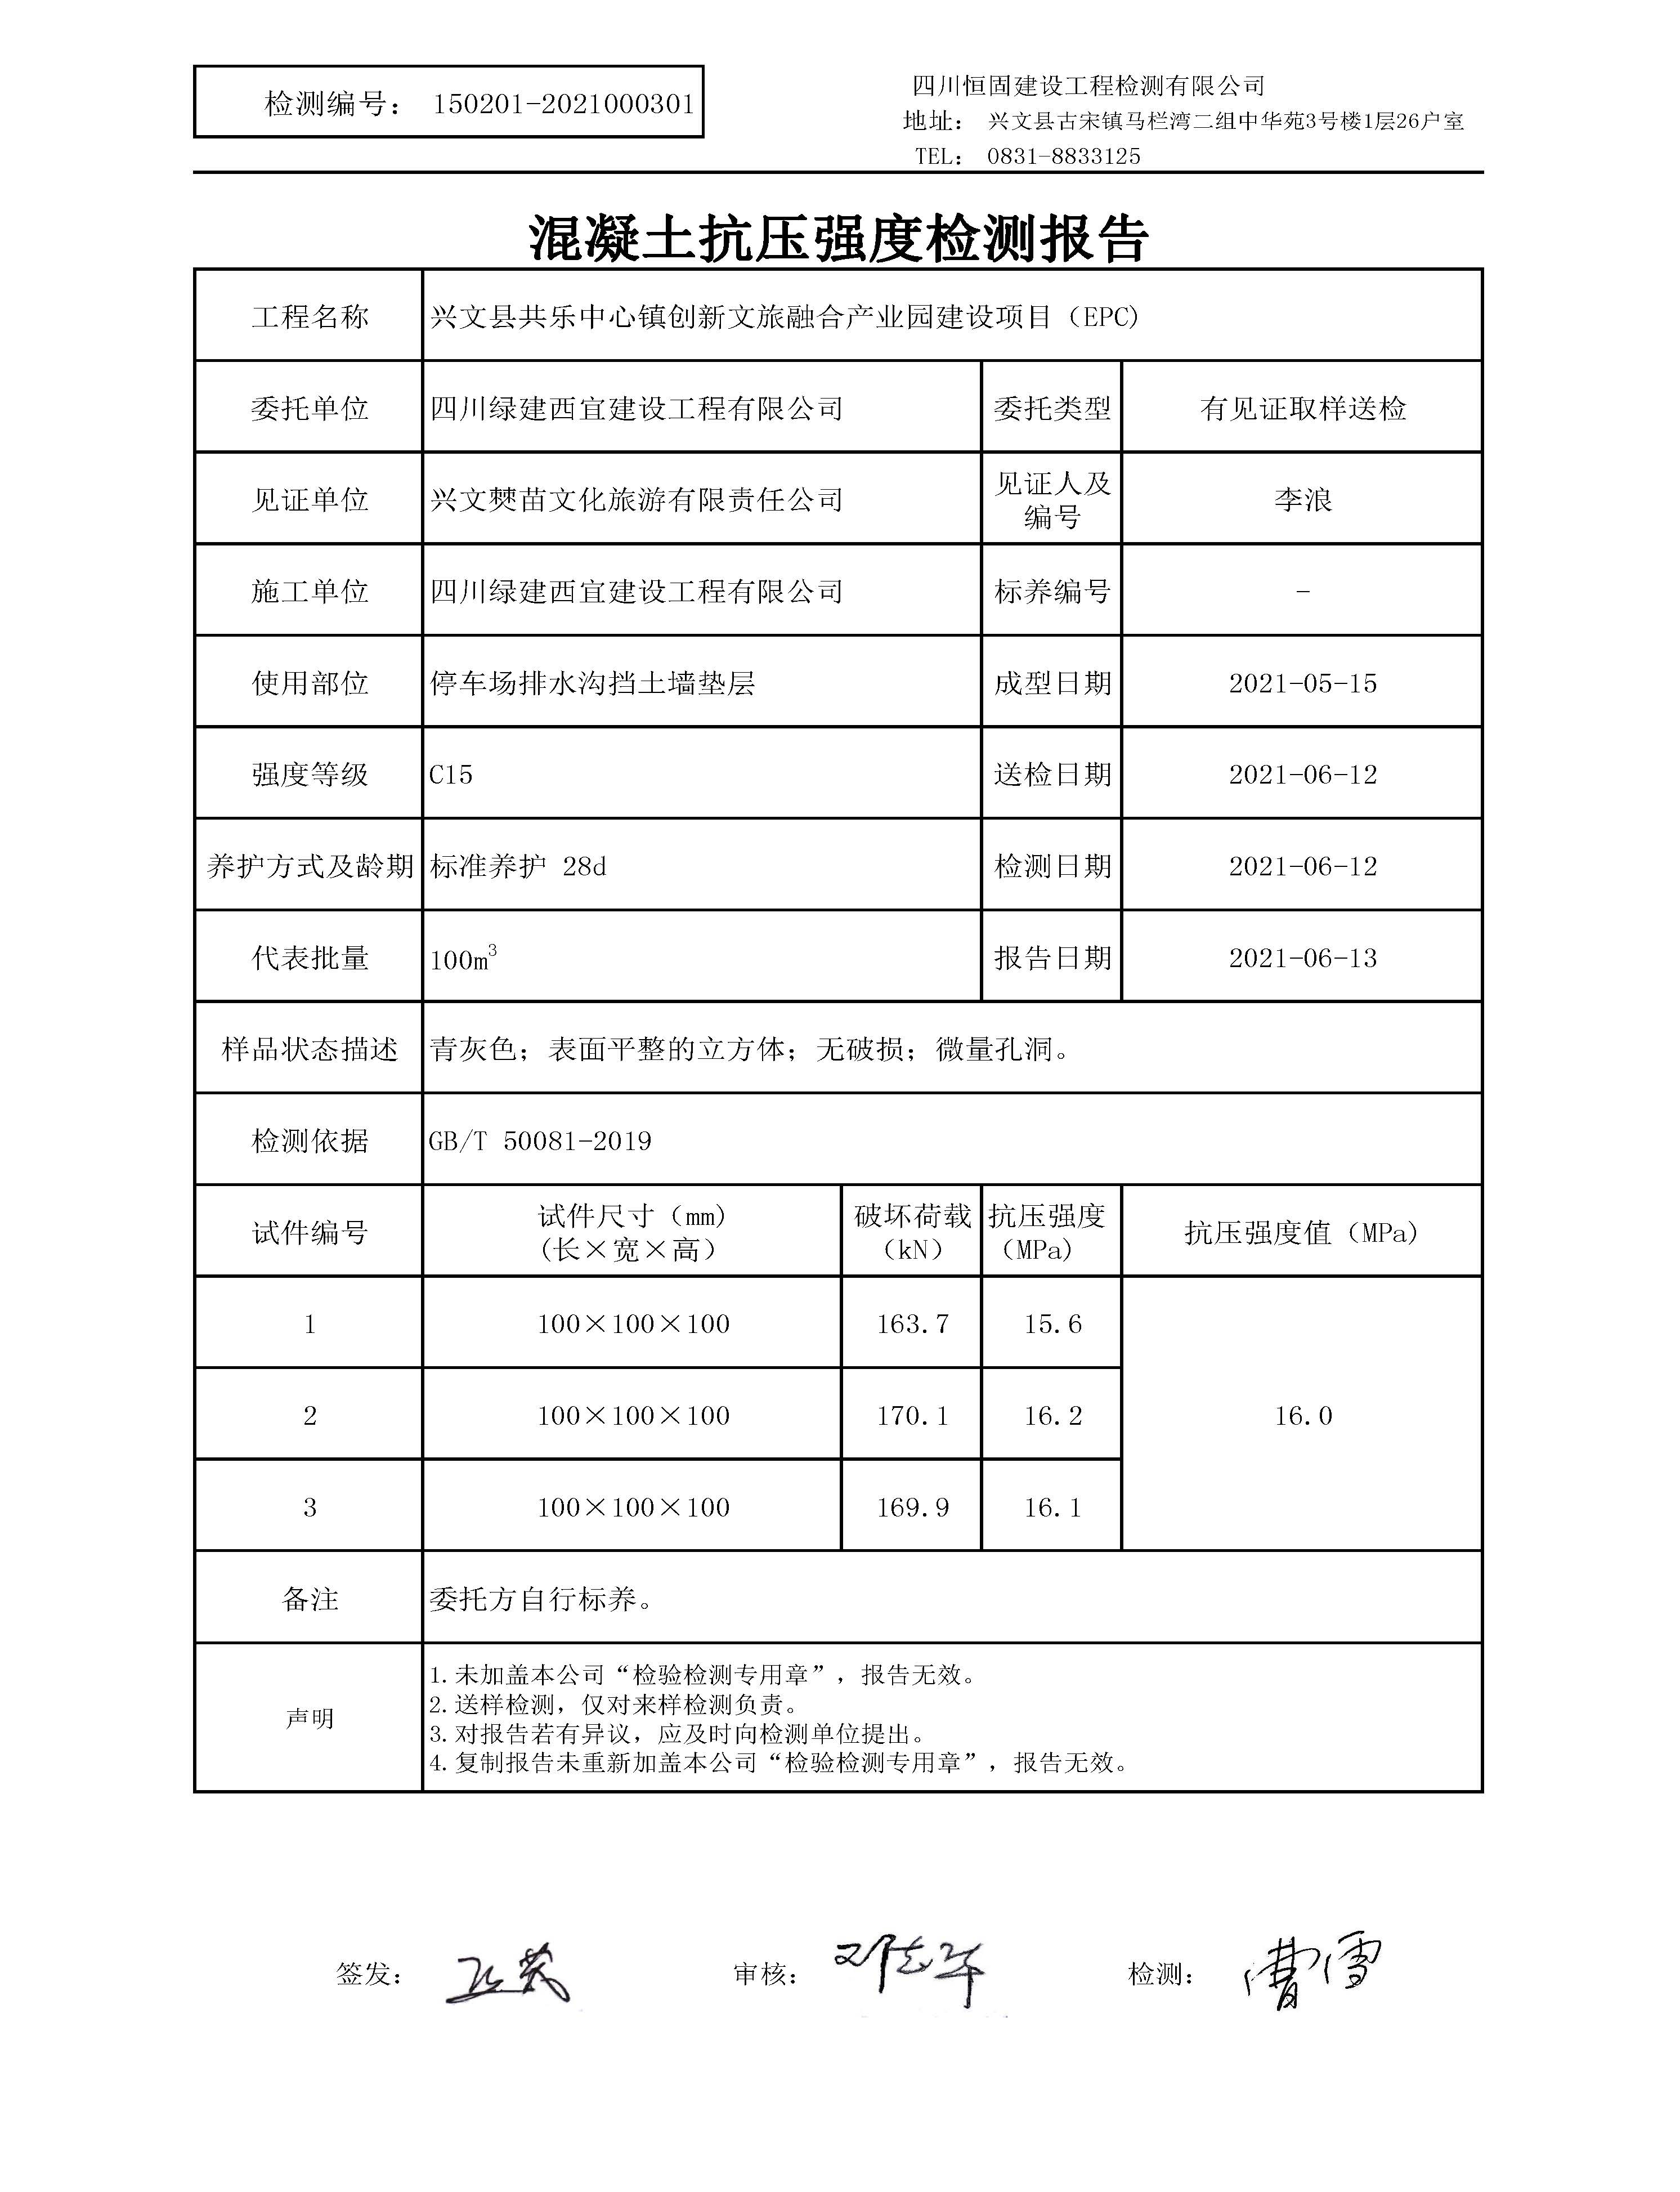 检测编号： 150201-2021000301
四川恒固建设工程检测有限公司
地址： 兴文县古宋镇马栏湾二组中华苑3号楼1层26户室
TEL： 0831-8833125
混凝土抗压强度检测报告
工程名称 兴文县共乐中心镇创新文旅融合产业园建设项目（EPC)
委托单位 四川绿建西宜建设工程有限公司 委托类型 有见证取样送检
见证单位 兴文僰苗文化旅游有限责任公司 见证人及
编号 李浪
施工单位 四川绿建西宜建设工程有限公司 标养编号 -
使用部位 停车场排水沟挡土墙垫层 成型日期 2021-05-15
强度等级 C15 送检日期 2021-06-12
养护方式及龄期 标准养护 28d 检测日期 2021-06-12
代表批量 100m³ 报告日期 2021-06-13
样品状态描述 青灰色；表面平整的立方体；无破损；微量孔洞。
检测依据 GB/T 50081-2019
试件编号 试件尺寸（mm)
(长×宽×高） 破坏荷载
（kN） 抗压强度
（MPa) 抗压强度值（MPa)
1 100×100×100 163.7 15.6
2 100×100×100 170.1 16.2 16.0
3 100×100×100 169.9 16.1
备注 委托方自行标养。
声明
1.未加盖本公司“检验检测专用章”，报告无效。
2.送样检测，仅对来样检测负责。
3.对报告若有异议，应及时向检测单位提出。
4.复制报告未重新加盖本公司“检验检测专用章”，报告无效。
签发： 审核： 检测： 曹雪